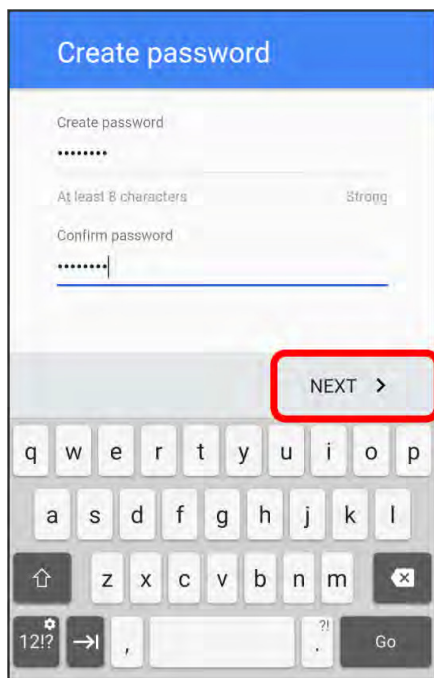 Create password
Create password
••••••••
At least 8 characters Strong
Confirm password
••••••••
NEXT >
q w e r t y u i o p
a s d f g h j k l
z x c v b n m
12!? , ?! . Go